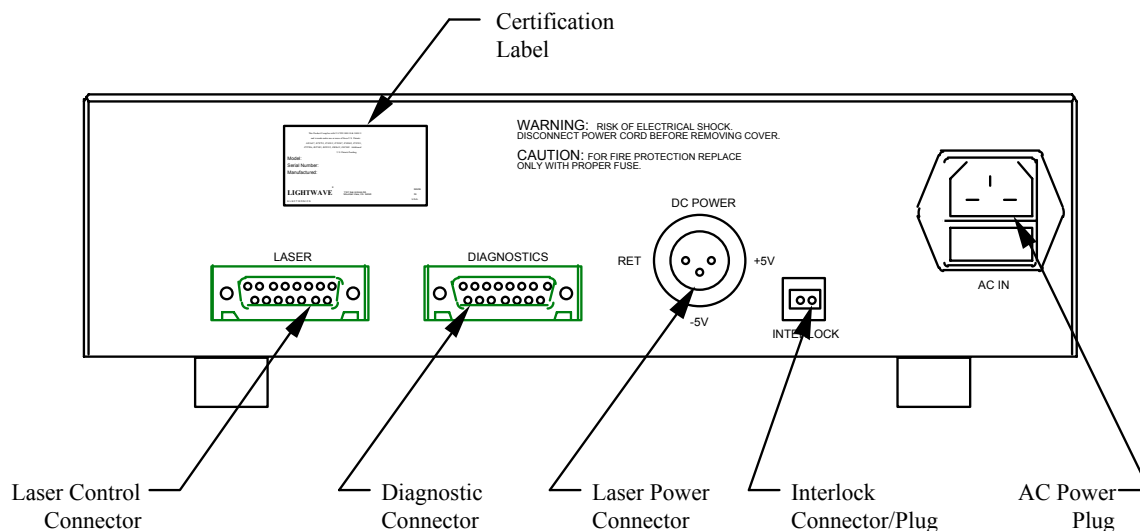 Certification
Label
WARNING: RISK OF ELECTRICAL SHOCK.
DISCONNECT POWER CORD BEFORE REMOVING COVER.
CAUTION: FOR FIRE PROTECTION REPLACE
ONLY WITH PROPER FUSE.
Model:
Serial Number:
Manufactured:
LIGHTWAVE
DC POWER
LASER
DIAGNOSTICS
RET
+5V
-5V
INTERLOCK
AC IN
Laser Control
Connector
Diagnostic
Connector
Laser Power
Connector
Interlock
Connector/Plug
AC Power
Plug